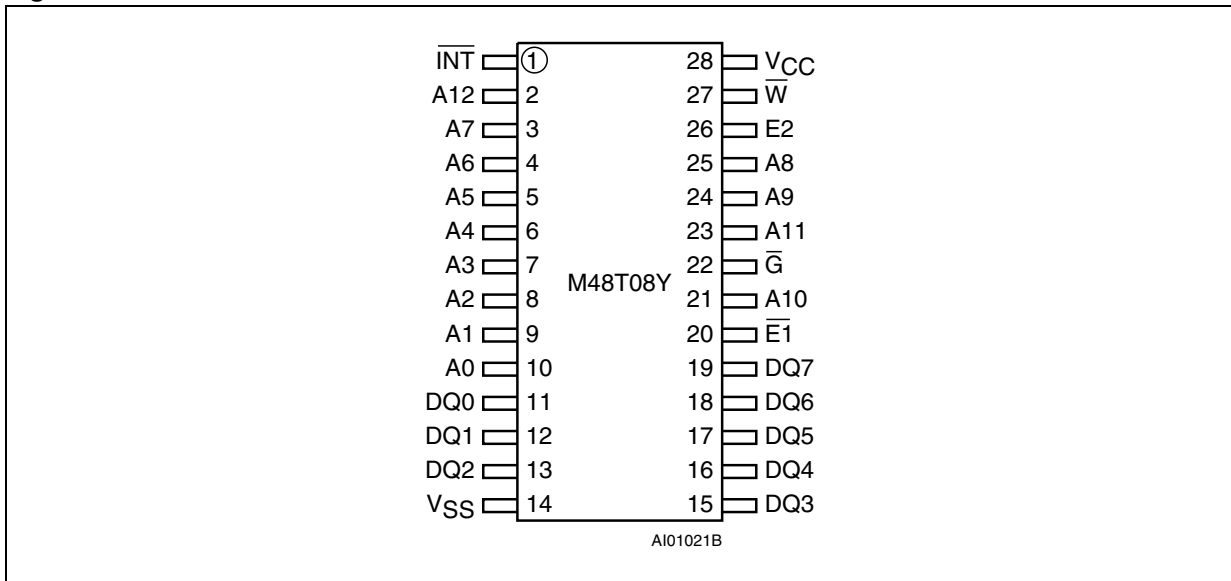 INT 1 28 VCC
A12 2 27 W
A7 3 26 E2
A6 4 25 A8
A5 5 24 A9
A4 6 23 A11
A3 7 22 G
M48T08Y
A2 8 21 A10
A1 9 20 E1
A0 10 19 DQ7
DQ0 11 18 DQ6
DQ1 12 17 DQ5
DQ2 13 16 DQ4
VSS 14 15 DQ3
AI01021B